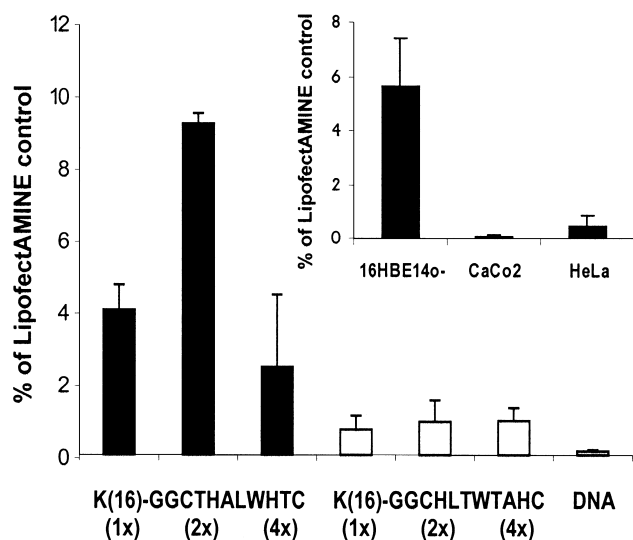 % of LipofectAMINE control
12
10
8
6
4
2
0
K(16)-GGCTHALWHTC
(1x) (2x) (4x)
K(16)-GGCHLTWTAHC
(1x) (2x) (4x)
DNA
% of LipofectAMINE control
8
6
4
2
0
16HBE14o- CaCo2 HeLa